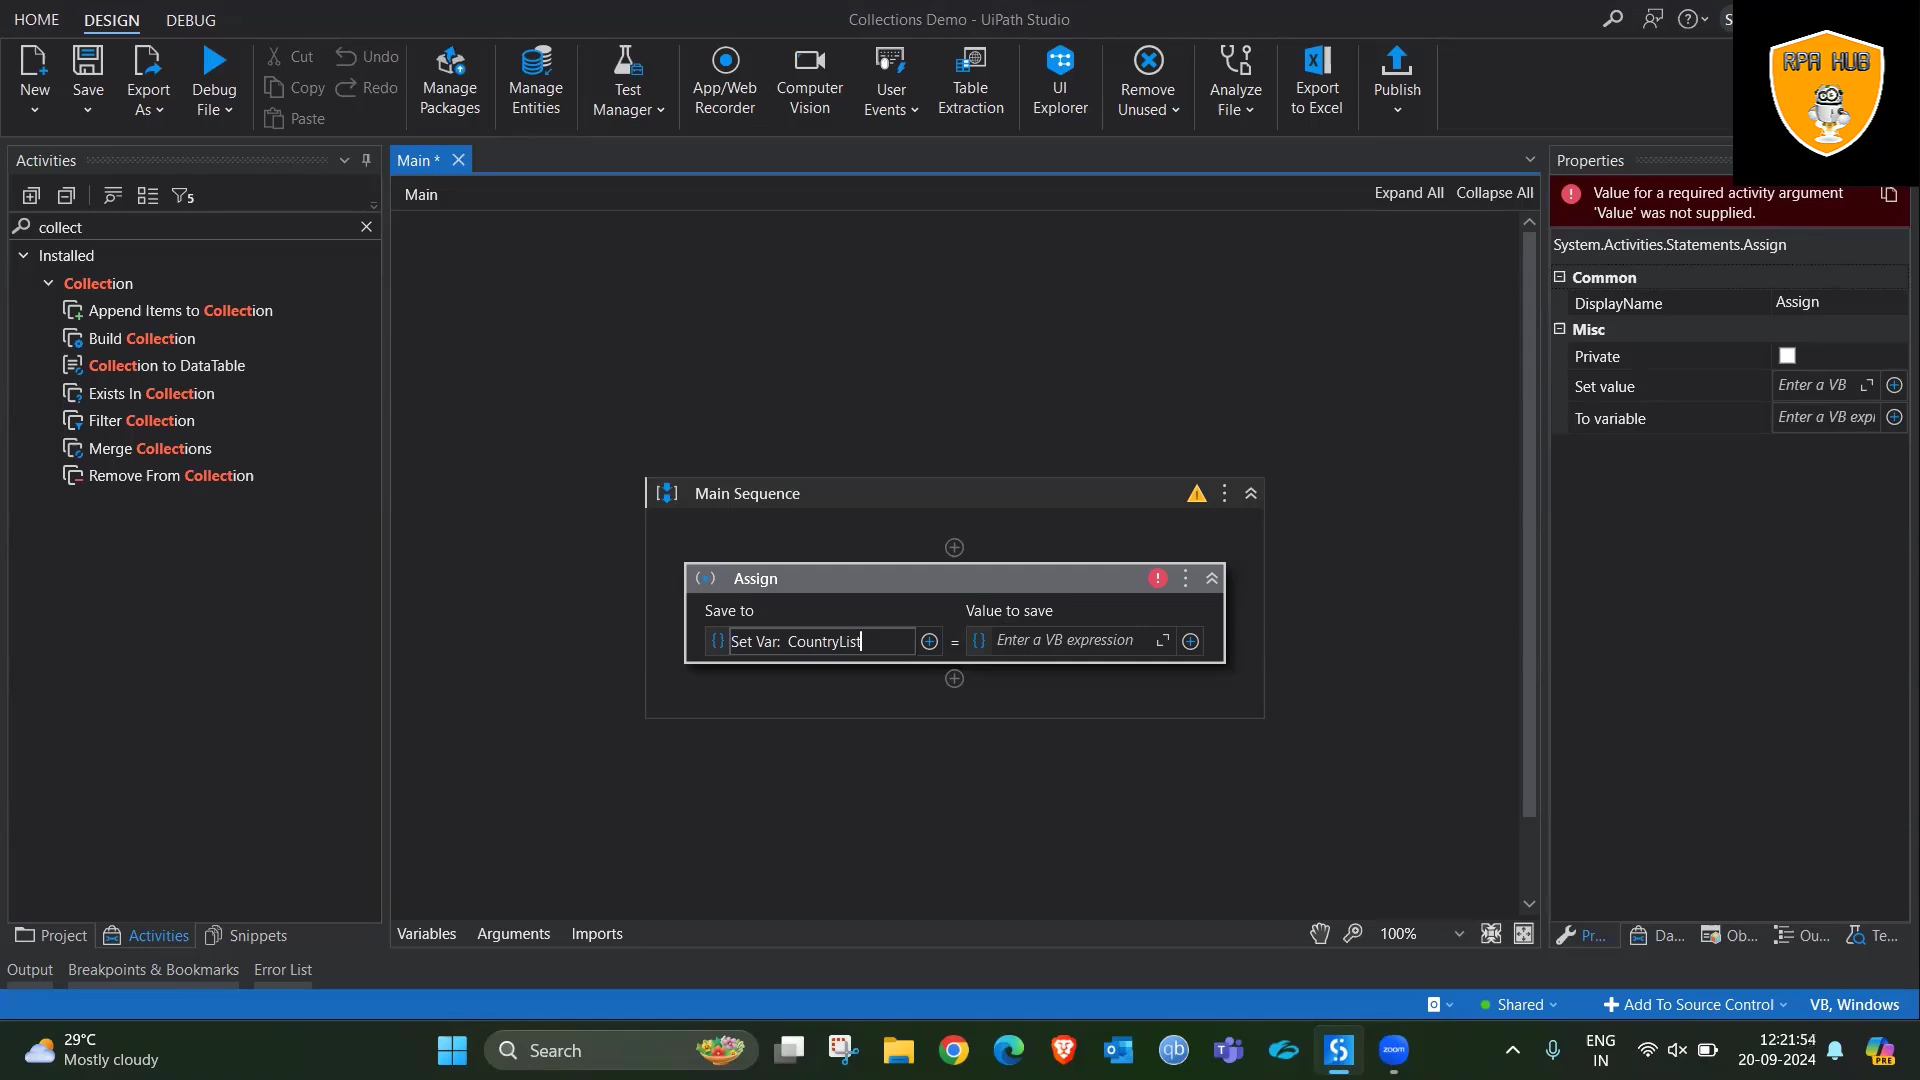 HOME DESIGN DEBUG Collections Demo - UiPath Studio S
New Save Export As Debug File Cut Copy Paste Undo Redo Manage Packages Manage Entities Test Manager App/Web Recorder Computer Vision User Events Table Extraction UI Explorer Remove Unused Analyze File Export to Excel Publish
RPA HUB
Activities
5
collect
Installed
Collection
Append Items to Collection
Build Collection
Collection to DataTable
Exists In Collection
Filter Collection
Merge Collections
Remove From Collection
Project Activities Snippets
Main *
Main Expand All Collapse All
Main Sequence
Assign
Save to Value to save
Set Var: CountryList = Enter a VB expression
Variables Arguments Imports 100%
Properties
Value for a required activity argument
'Value' was not supplied.
System.Activities.Statements.Assign
Common
DisplayName Assign
Misc
Private
Set value Enter a VB
To variable Enter a VB expr
Pr... Da... Ob... Ou... Te...
Output Breakpoints & Bookmarks Error List
Shared Add To Source Control VB, Windows
29°C
Mostly cloudy
Search
qb
zoom
ENG
IN
12:21:54
20-09-2024
PRE